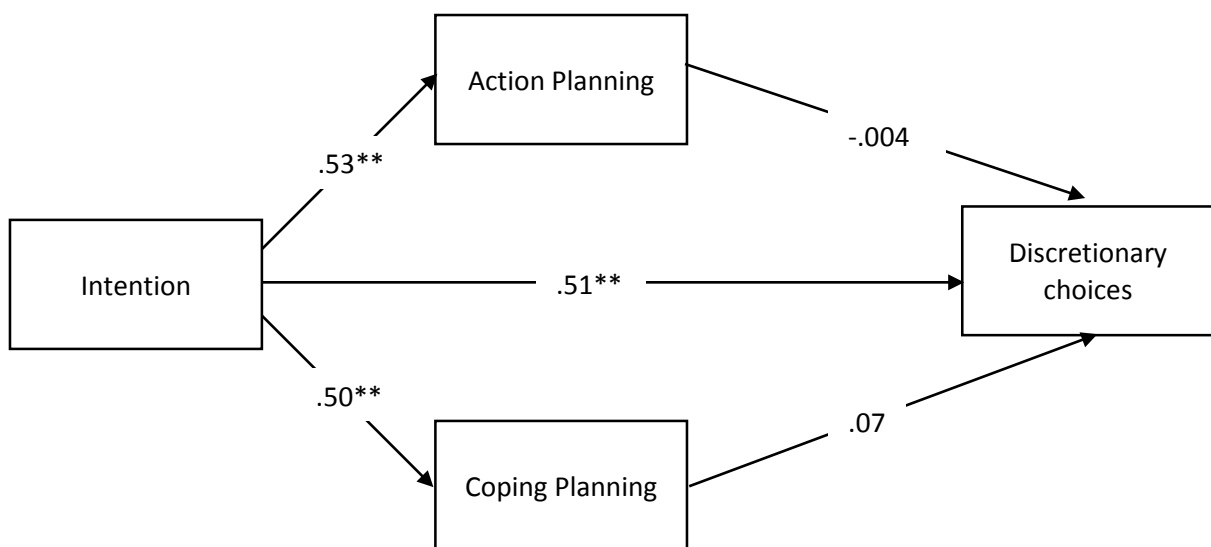 Action Planning
-.004
.53**
Discretionary
choices
Intention
.51**
.50**
.07
Coping Planning